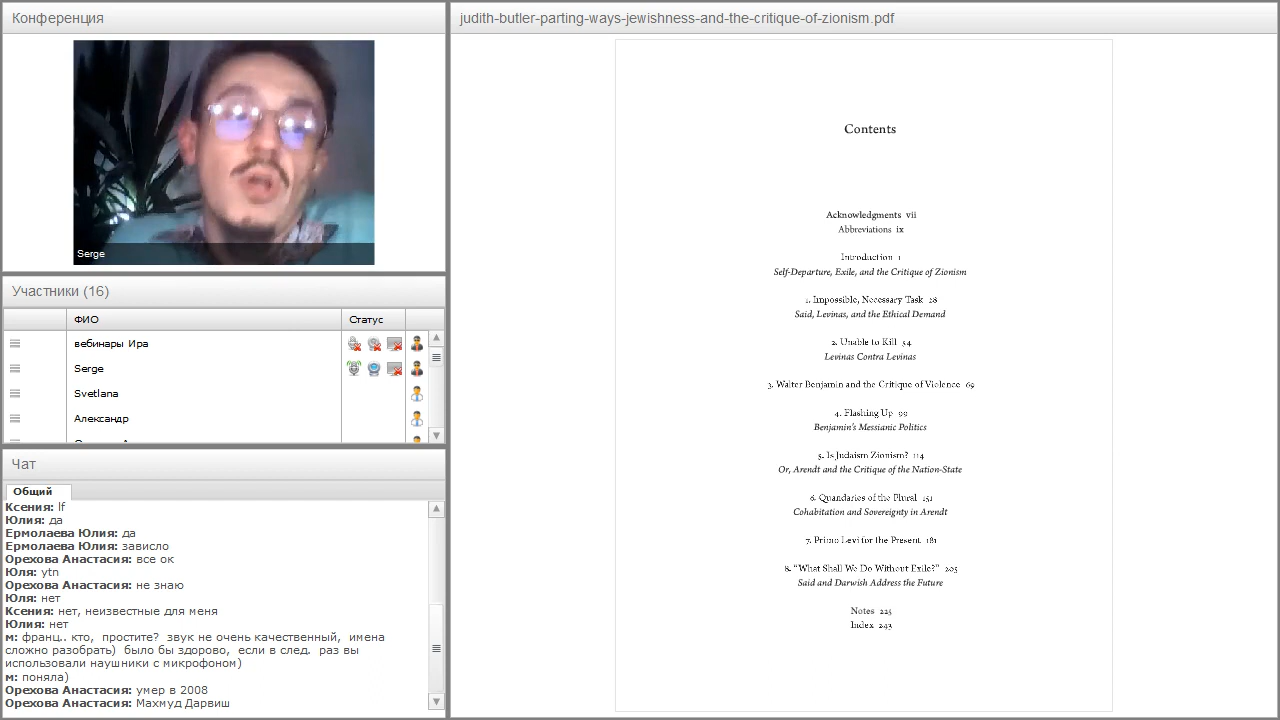 Конференция
Serge
Участники (16)
ФИО
Статус
вебинары Ира
Serge
Svetlana
Александр
Чат
Общий
Ксения: lf
Юлия: да
Ермолаева Юлия: да
Ермолаева Юлия: зависло
Орехова Анастасия: все ок
Юля: ytn
Орехова Анастасия: не знаю
Юля: нет
Ксения: нет, неизвестные для меня
Юлия: нет
м: франц.. кто, простите? звук не очень качественный, имена
сложно разобрать) было бы здорово, если в след. раз вы
использовали наушники с микрофоном)
м: поняла)
Орехова Анастасия: умер в 2008
Орехова Анастасия: Махмуд Дарвиш
judith-butler-parting-ways-jewishness-and-the-critique-of-zionism.pdf
Contents
Acknowledgments vii
Abbreviations ix
Introduction 1
Self-Departure, Exile, and the Critique of Zionism
1. Impossible, Necessary Task 28
Said, Levinas, and the Ethical Demand
2. Unable to Kill 54
Levinas Contra Levinas
3. Walter Benjamin and the Critique of Violence 69
4. Flashing Up 99
Benjamin's Messianic Politics
5. Is Judaism Zionism? 114
Or, Arendt and the Critique of the Nation-State
6. Quandaries of the Plural 151
Cohabitation and Sovereignty in Arendt
7. Primo Levi for the Present 181
8. "What Shall We Do Without Exile?" 205
Said and Darwish Address the Future
Notes 225
Index 243